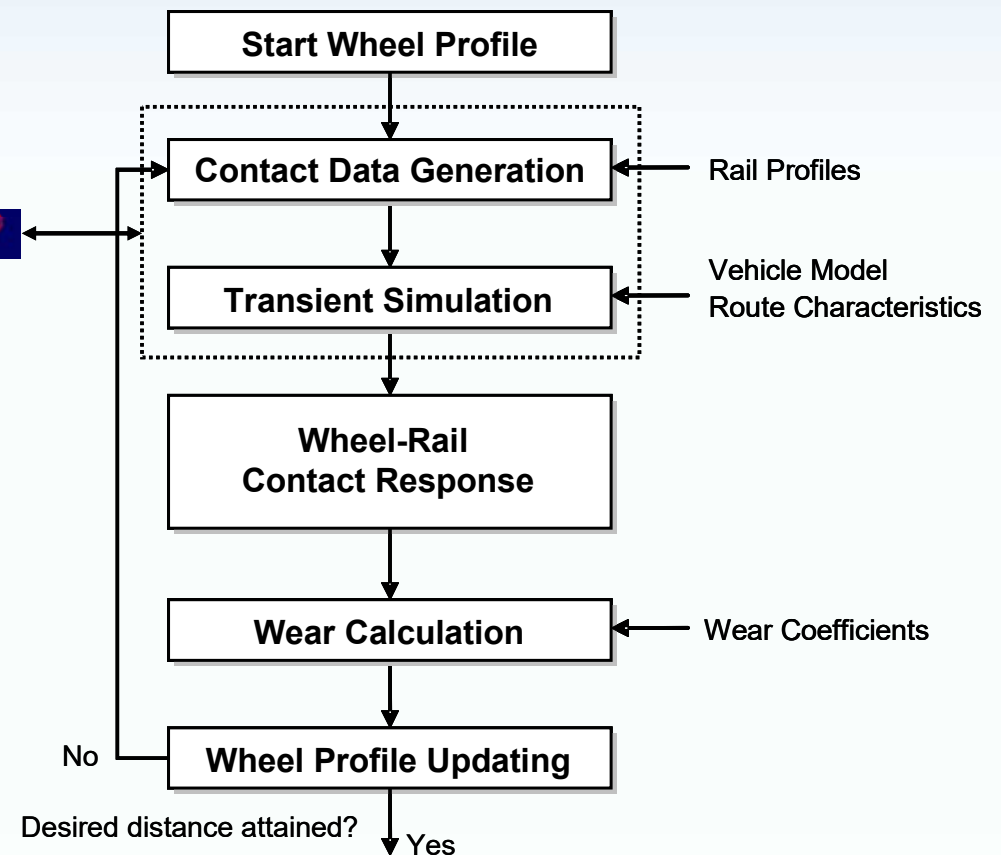 Start Wheel Profile
Contact Data Generation
Rail Profiles
Transient Simulation
Vehicle Model
Route Characteristics
Wheel-Rail
Contact Response
Wear Calculation
Wear Coefficients
No
Wheel Profile Updating
Desired distance attained?
Yes